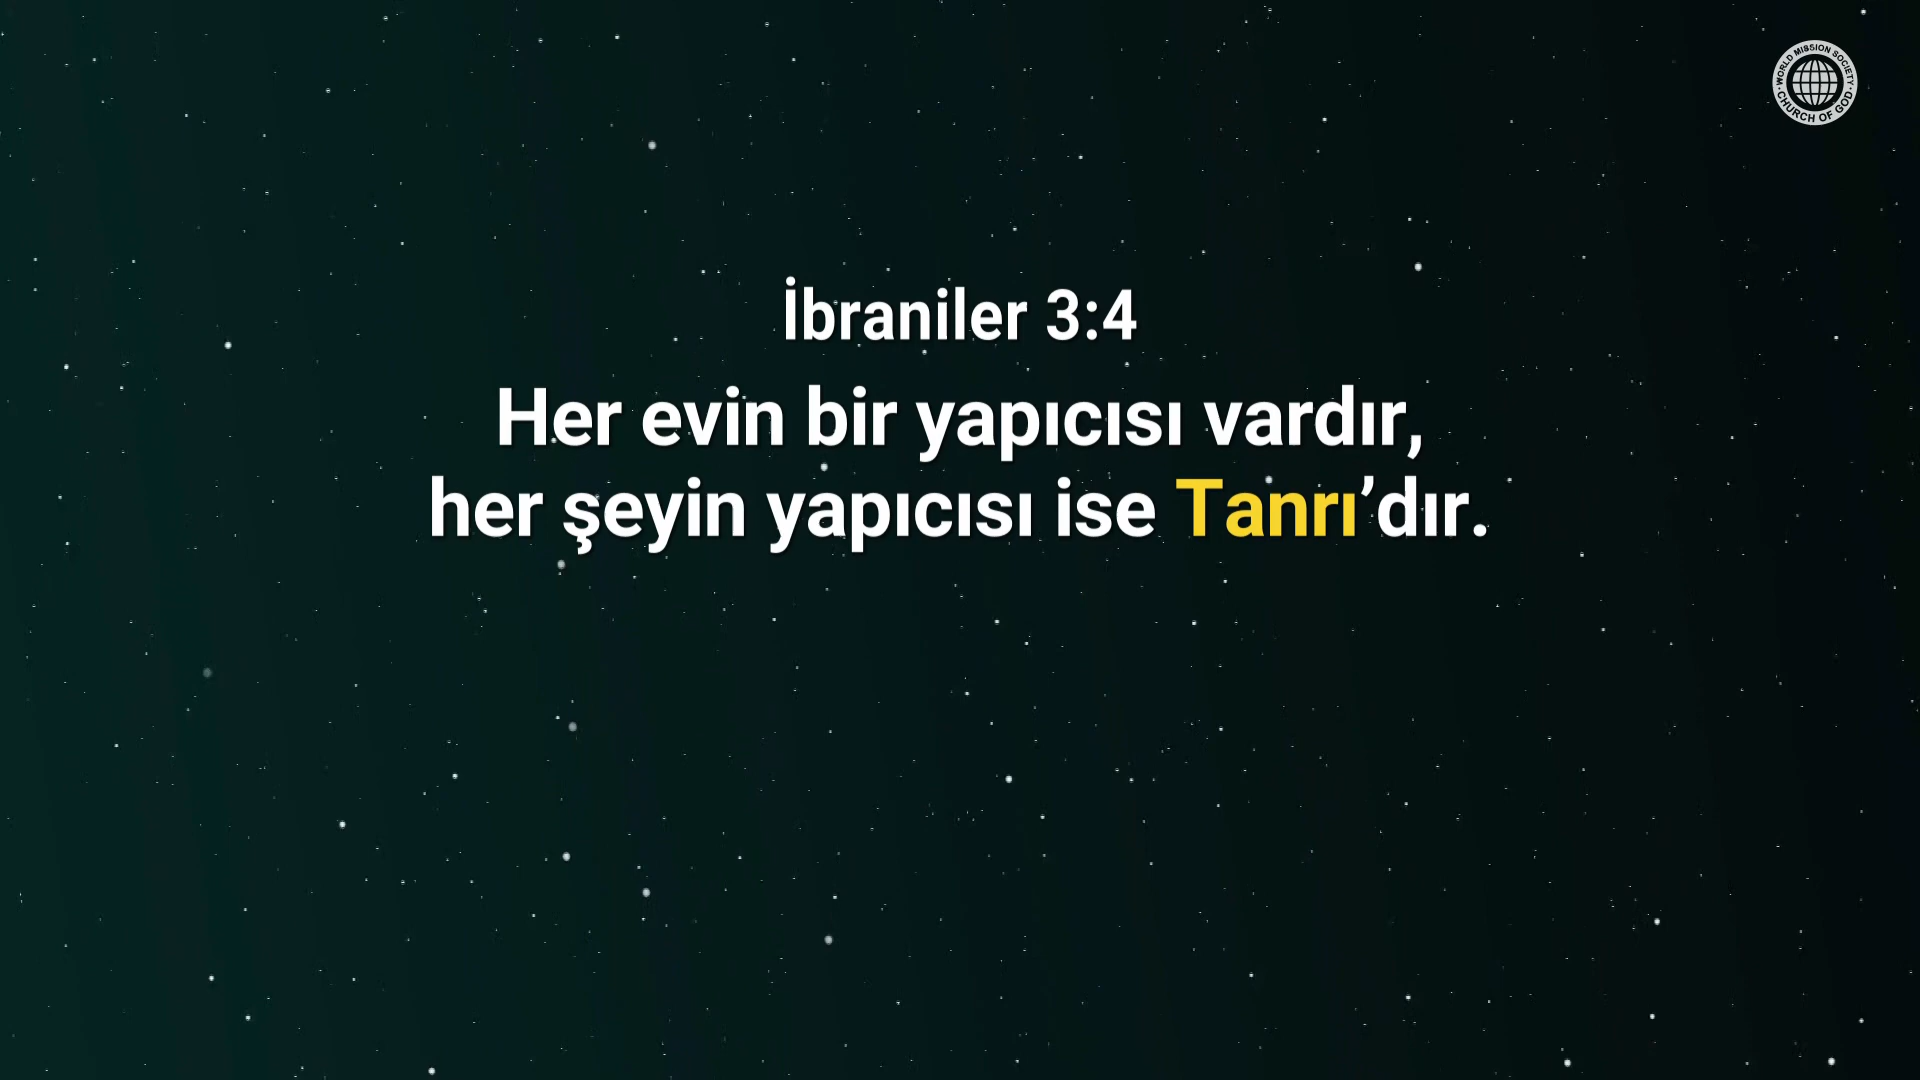 WORLD MISSION SOCIETY
CHURCH OF GOD
İbraniler 3:4
Her evin bir yapıcısı vardır,
her şeyin yapıcısı ise Tanrı’dır.